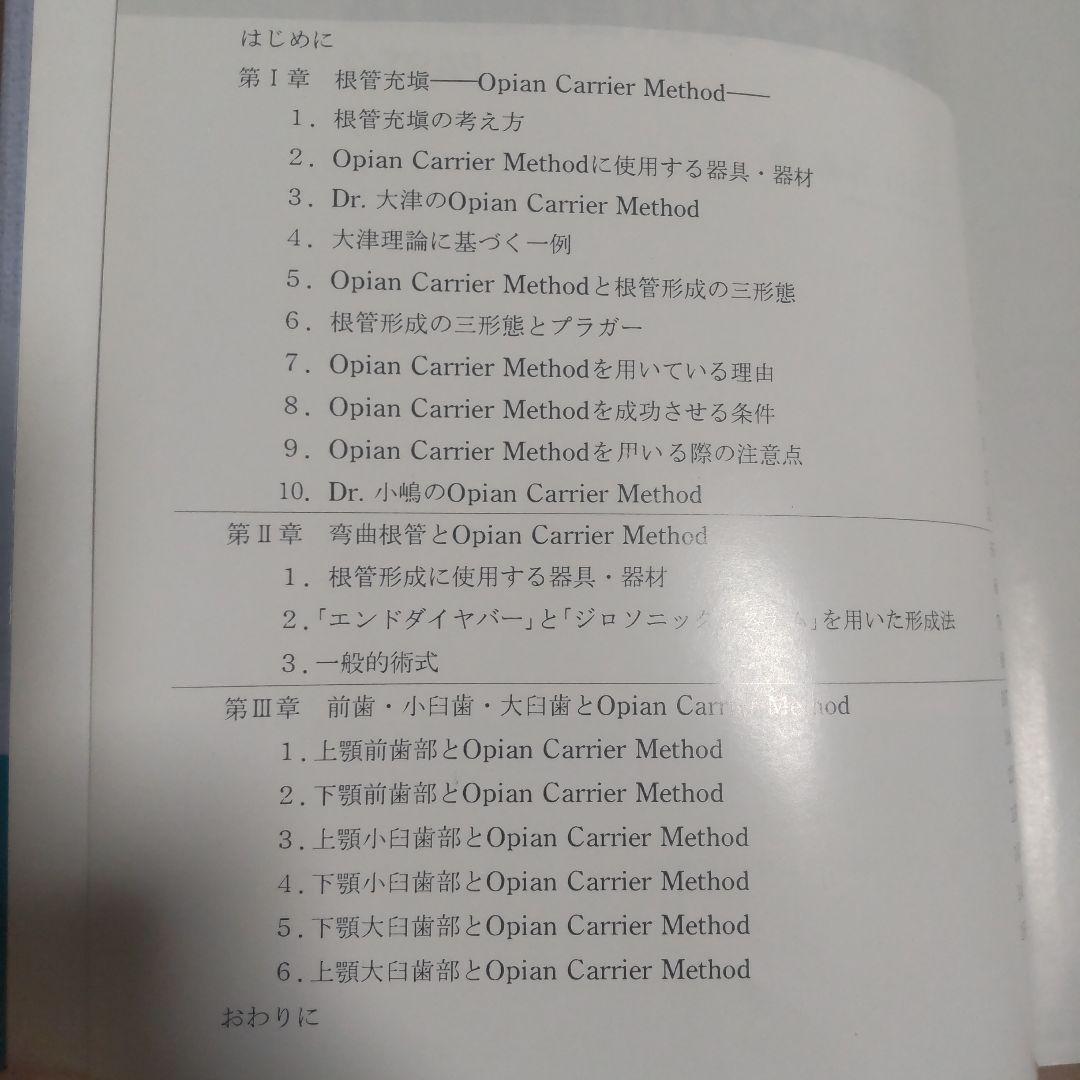 はじめに
第Ⅰ章 根管充塡――Opian Carrier Method――
1. 根管充塡の考え方
2. Opian Carrier Methodに使用する器具・器材
3. Dr. 大津のOpian Carrier Method
4. 大津理論に基づく一例
5. Opian Carrier Methodと根管形成の三形態
6. 根管形成の三形態とプラガー
7. Opian Carrier Methodを用いている理由
8. Opian Carrier Methodを成功させる条件
9. Opian Carrier Methodを用いる際の注意点
10. Dr. 小嶋のOpian Carrier Method
第Ⅱ章 弯曲根管とOpian Carrier Method
1. 根管形成に使用する器具・器材
2.「エンドダイヤバー」と「ジロソニック」を用いた形成法
3. 一般的術式
第Ⅲ章 前歯・小臼歯・大臼歯とOpian Carrier Method
1. 上顎前歯部とOpian Carrier Method
2. 下顎前歯部とOpian Carrier Method
3. 上顎小臼歯部とOpian Carrier Method
4. 下顎小臼歯部とOpian Carrier Method
5. 下顎大臼歯部とOpian Carrier Method
6. 上顎大臼歯部とOpian Carrier Method
おわりに